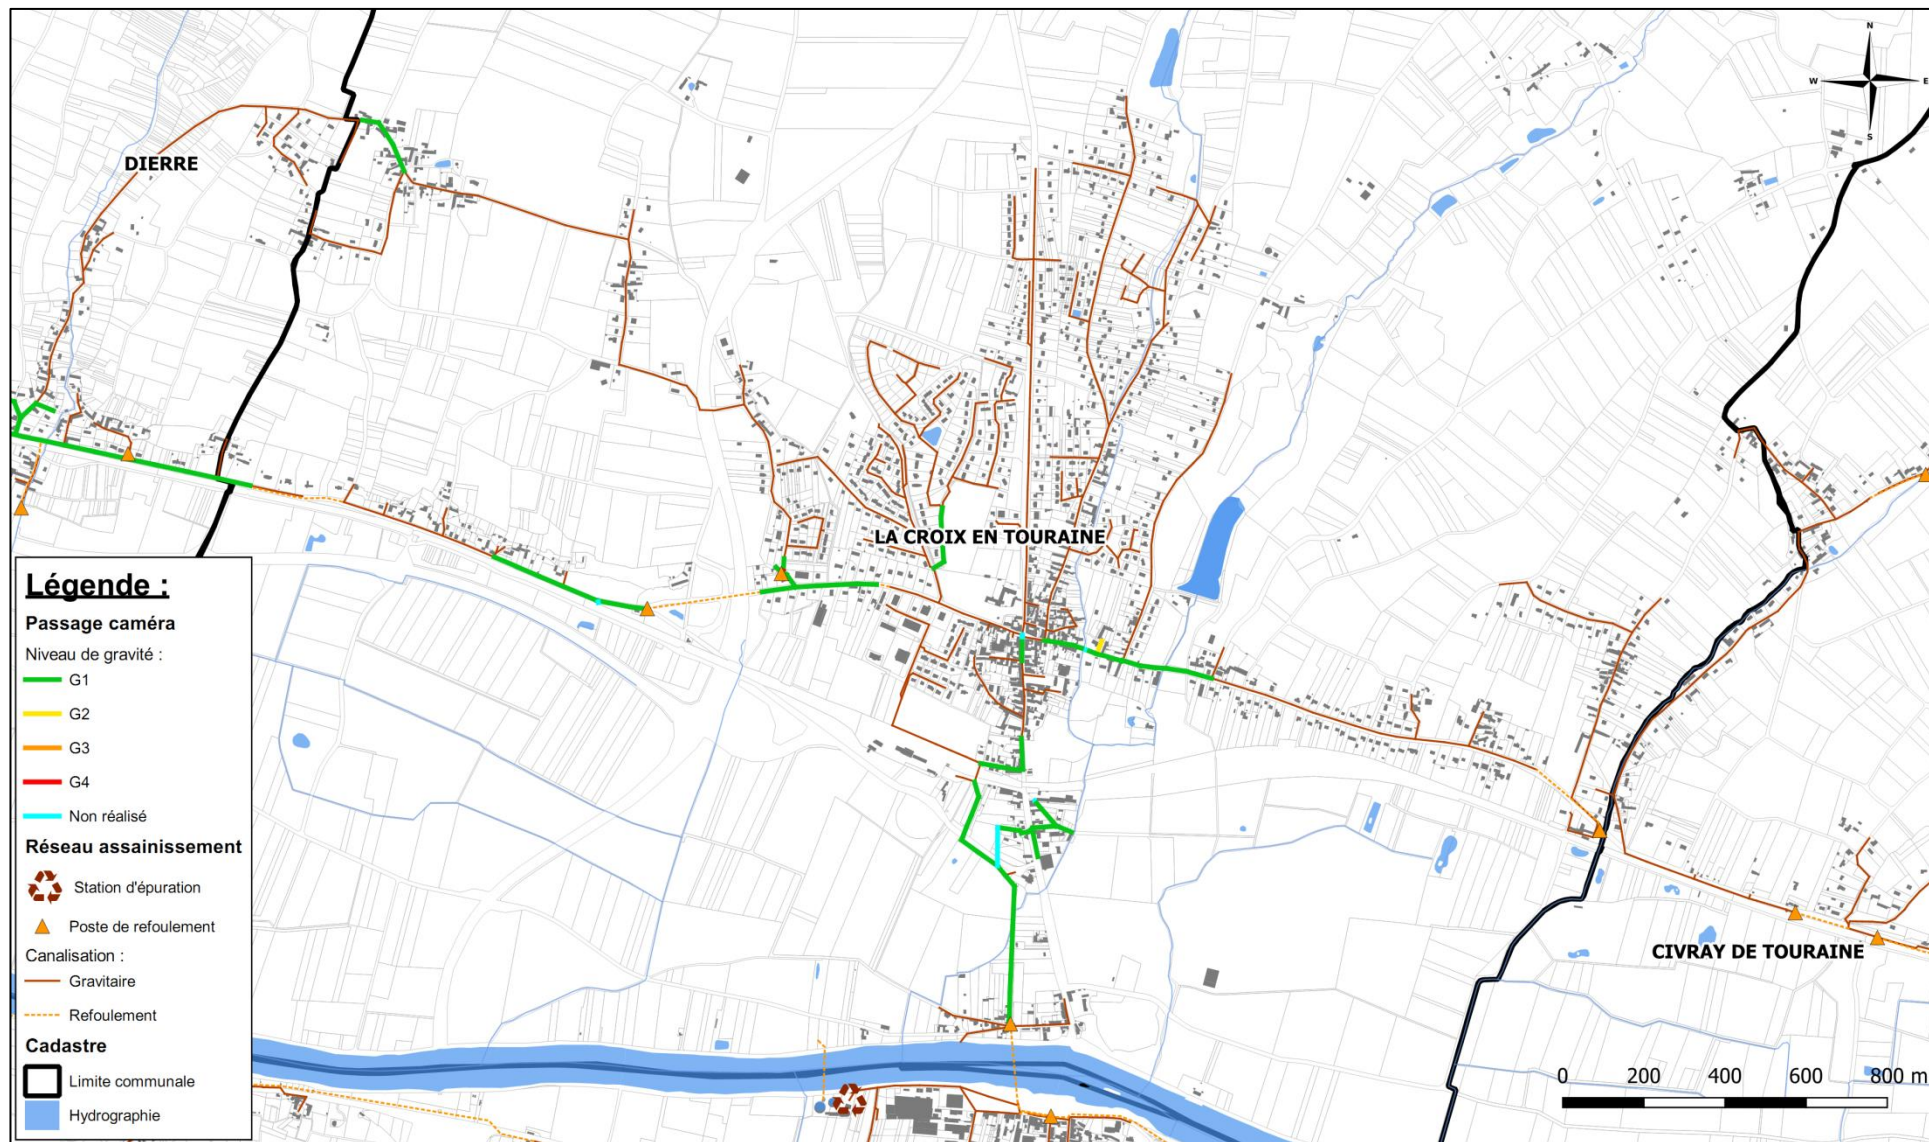 N
W
E
S
DIERRE
LA CROIX EN TOURAINE
CIVRAY DE TOURAINE
Légende :
Passage caméra
Niveau de gravité :
G1
G2
G3
G4
Non réalisé
Réseau assainissement
Station d'épuration
Poste de refoulement
Canalisation :
Gravitaire
Refoulement
Cadastre
Limite communale
Hydrographie
0 200 400 600 800 m